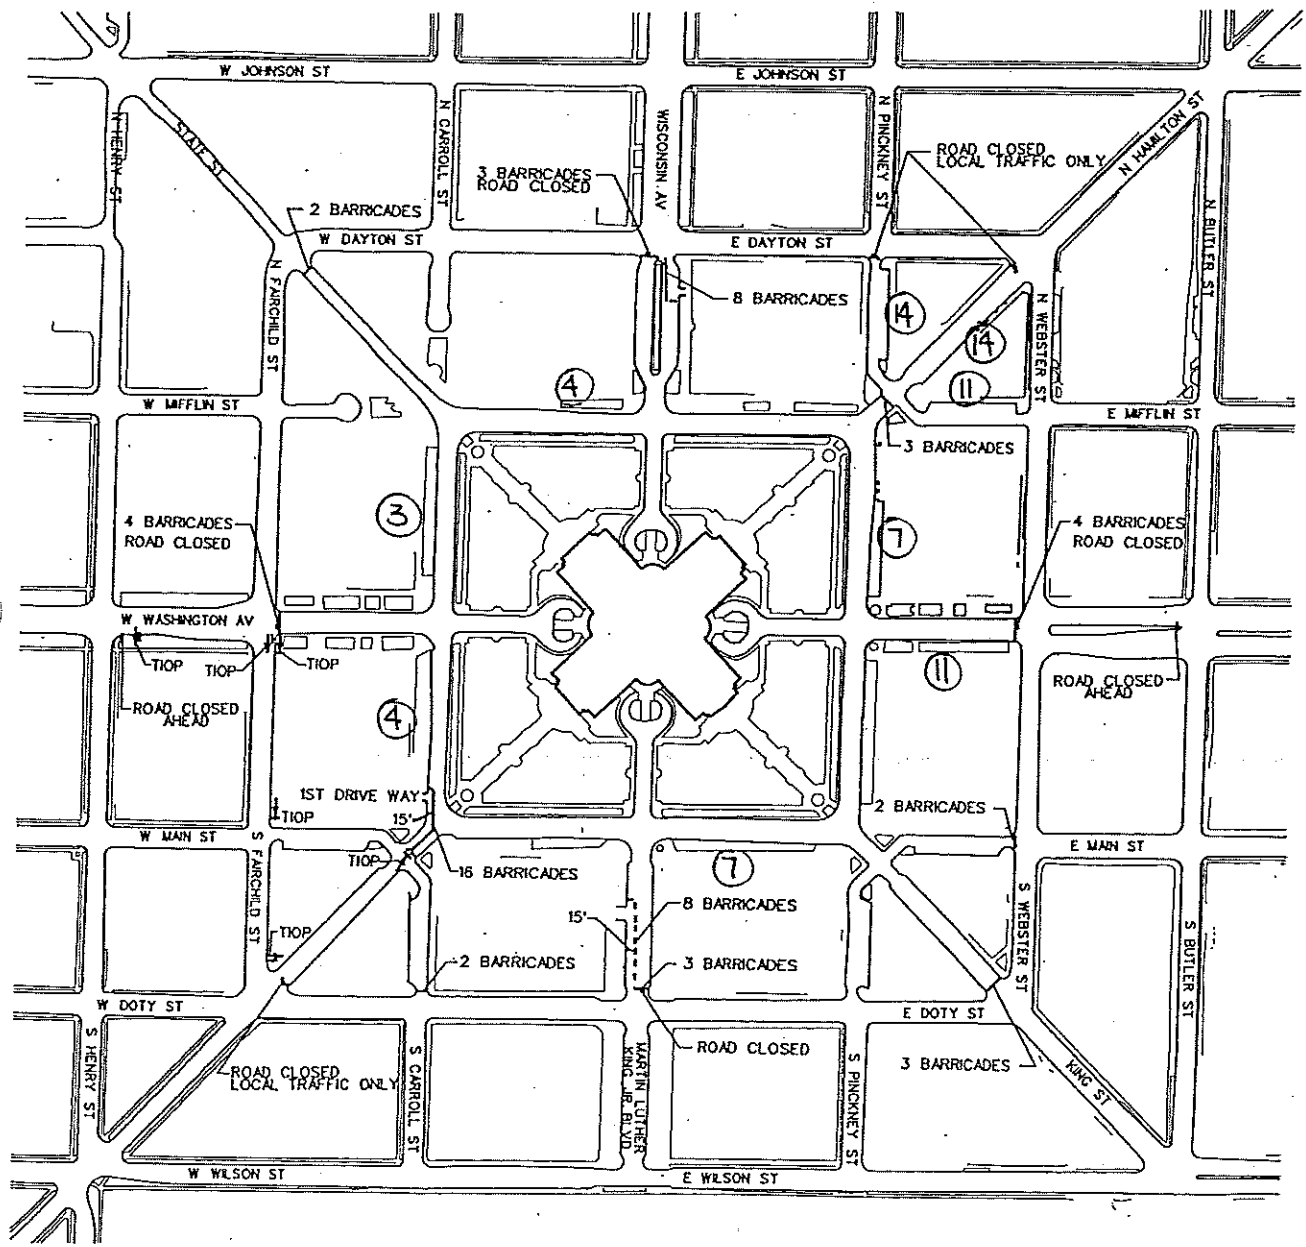 W JOHNSON ST
E JOHNSON ST
N HENRY ST
STATE ST
N CARROLL ST
WISCONSIN AV
N PINCKNEY ST
N HAMILTON ST
ROAD CLOSED
LOCAL TRAFFIC ONLY
3 BARRICADES
ROAD CLOSED
2 BARRICADES
W DAYTON ST
E DAYTON ST
N BUTLER ST
N FAIRCHILD ST
8 BARRICADES
14
14
N WEBSTER ST
4
11
W MIFFLIN ST
E MIFFLIN ST
3 BARRICADES
3
4 BARRICADES
ROAD CLOSED
7
4 BARRICADES
ROAD CLOSED
W WASHINGTON AV
TIOP
TIOP
TIOP
11
ROAD CLOSED
AHEAD
ROAD CLOSED
AHEAD
4
1ST DRIVE WAY
15'
TIOP
2 BARRICADES
W MAIN ST
E MAIN ST
S FAIRCHILD ST
TIOP
16 BARRICADES
7
8 BARRICADES
15'
TIOP
S WEBSTER ST
S BUTLER ST
2 BARRICADES
3 BARRICADES
W DOTY ST
E DOTY ST
S HENRY ST
ROAD CLOSED
LOCAL TRAFFIC ONLY
S CARROLL ST
MARTIN LUTHER
KING JR. BLVD
ROAD CLOSED
S PINCKNEY ST
3 BARRICADES
KING ST
W WILSON ST
E WILSON ST